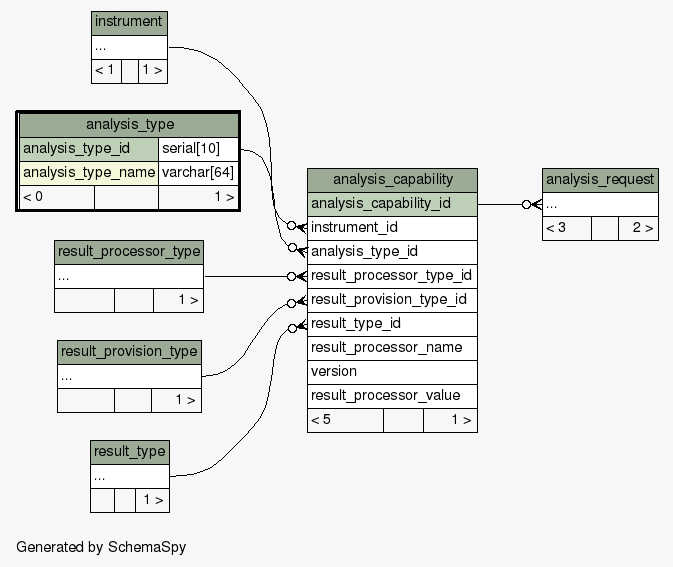 instrument
...
< 1 1 >
analysis_type
analysis_type_id serial[10]
analysis_type_name varchar[64]
< 0 1 >
result_processor_type
...
1 >
result_provision_type
...
1 >
result_type
...
1 >
analysis_capability
analysis_capability_id
instrument_id
analysis_type_id
result_processor_type_id
result_provision_type_id
result_type_id
result_processor_name
version
result_processor_value
< 5 1 >
analysis_request
...
< 3 2 >
Generated by SchemaSpy